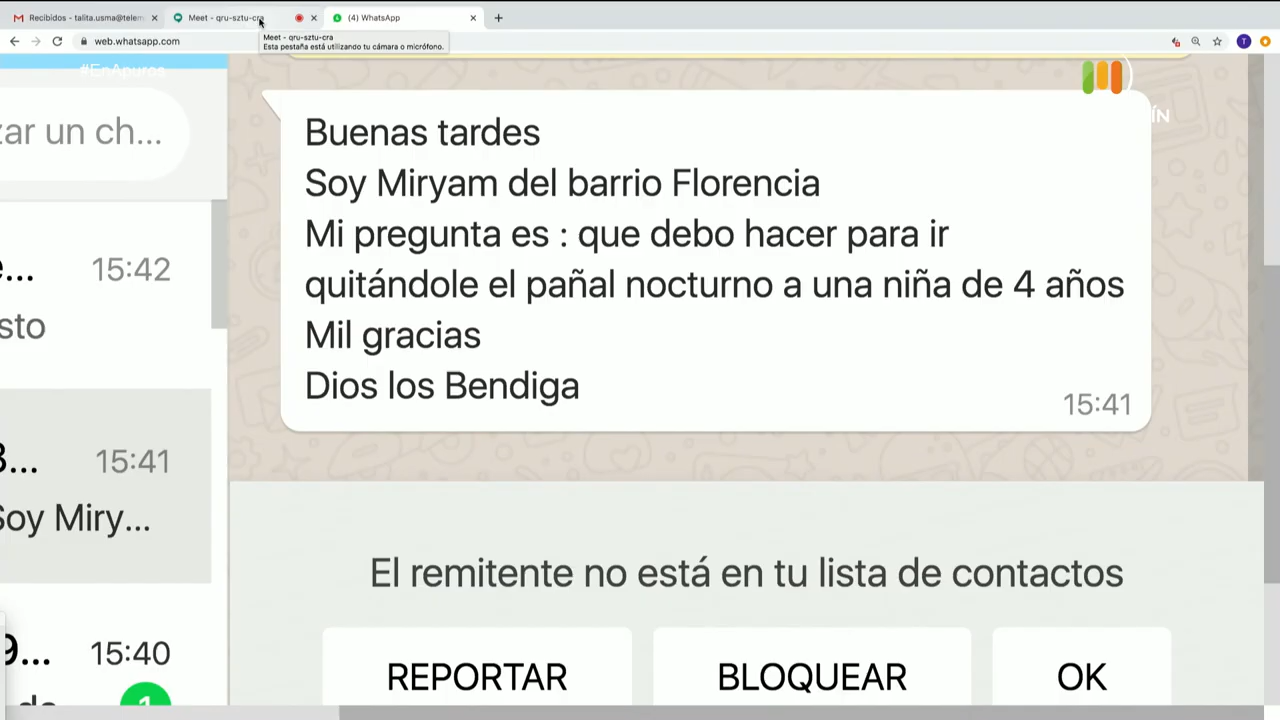 Recibidos - talita.usma@telem
Meet - qru-sztu-cra
(4) WhatsApp
web.whatsapp.com
Meet - qru-sztu-cra
Esta pestaña está utilizando tu cámara o micrófono.
#EnApuros
zar un ch...
ÍN
Buenas tardes
Soy Miryam del barrio Florencia
Mi pregunta es : que debo hacer para ir
quitándole el pañal nocturno a una niña de 4 años
Mil gracias
Dios los Bendiga
15:41
e... 15:42
sto
3... 15:41
Soy Miry...
9... 15:40
1
El remitente no está en tu lista de contactos
REPORTAR
BLOQUEAR
OK